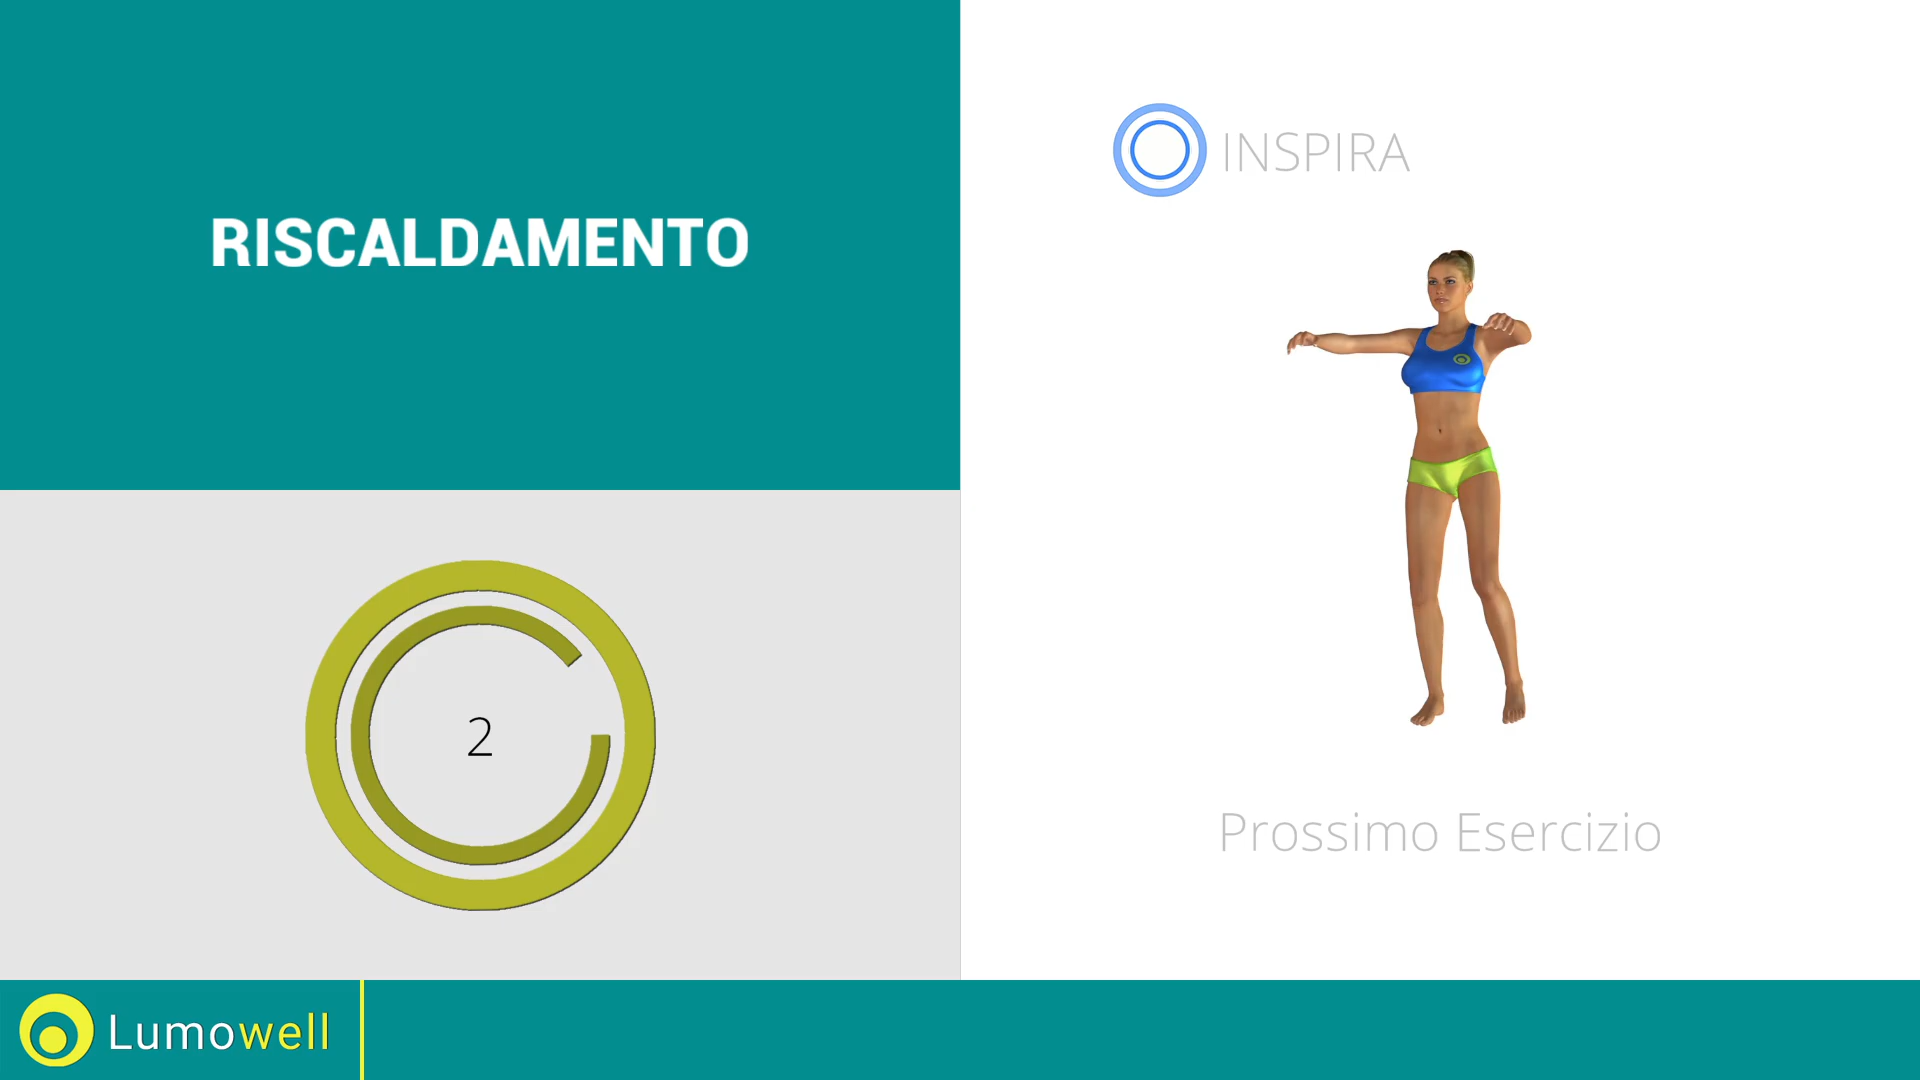 RISCALDAMENTO
INSPIRA
2
Prossimo Esercizio
Lumowell